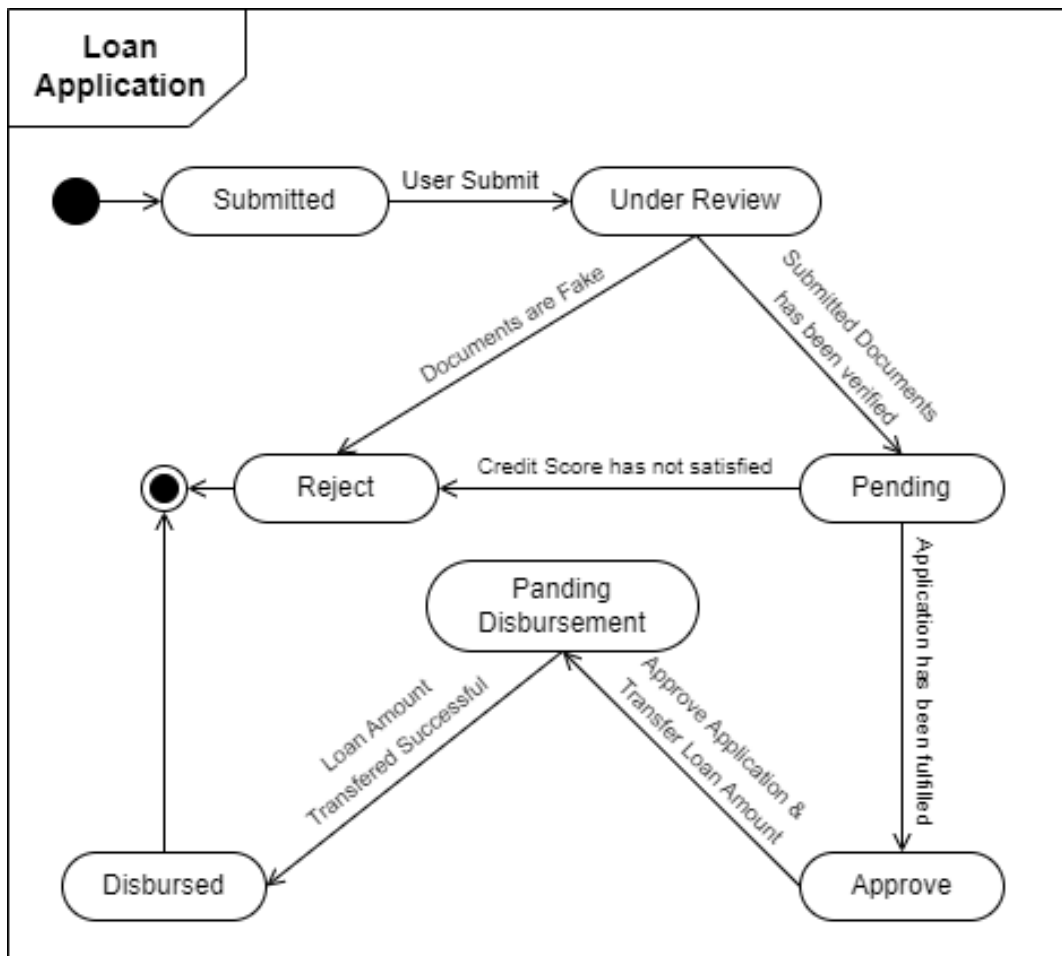 Loan
Application
Submitted
User Submit
Under Review
Documents are Fake
Submitted Documents
has been verified
Reject
Credit Score has not satisfied
Pending
Application has been fulfilled
Panding
Disbursement
Approve Application &
Transfer Loan Amount
Loan Amount
Transfered Successful
Disbursed
Approve